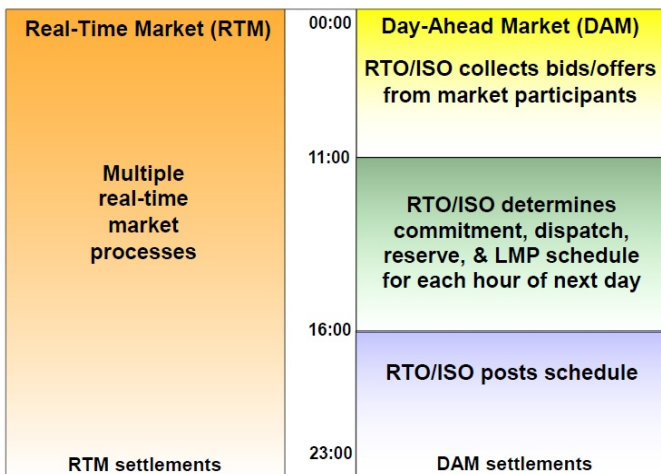 Real-Time Market (RTM)
Multiple
real-time
market
processes
RTM settlements
00:00
11:00
16:00
23:00
Day-Ahead Market (DAM)
RTO/ISO collects bids/offers
from market participants
RTO/ISO determines
commitment, dispatch,
reserve, & LMP schedule
for each hour of next day
RTO/ISO posts schedule
DAM settlements